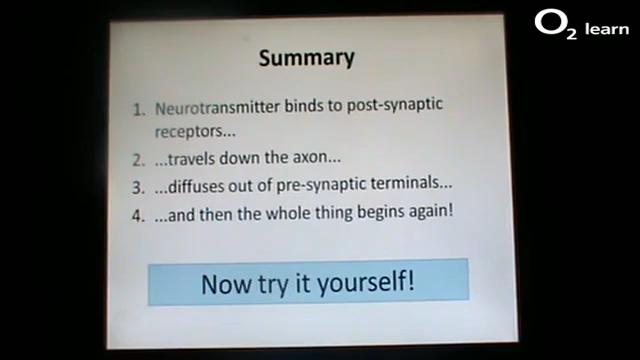 O2 learn
Summary
1. Neurotransmitter binds to post-synaptic
receptors...
2. ...travels down the axon...
3. ...diffuses out of pre-synaptic terminals...
4. ...and then the whole thing begins again!
Now try it yourself!